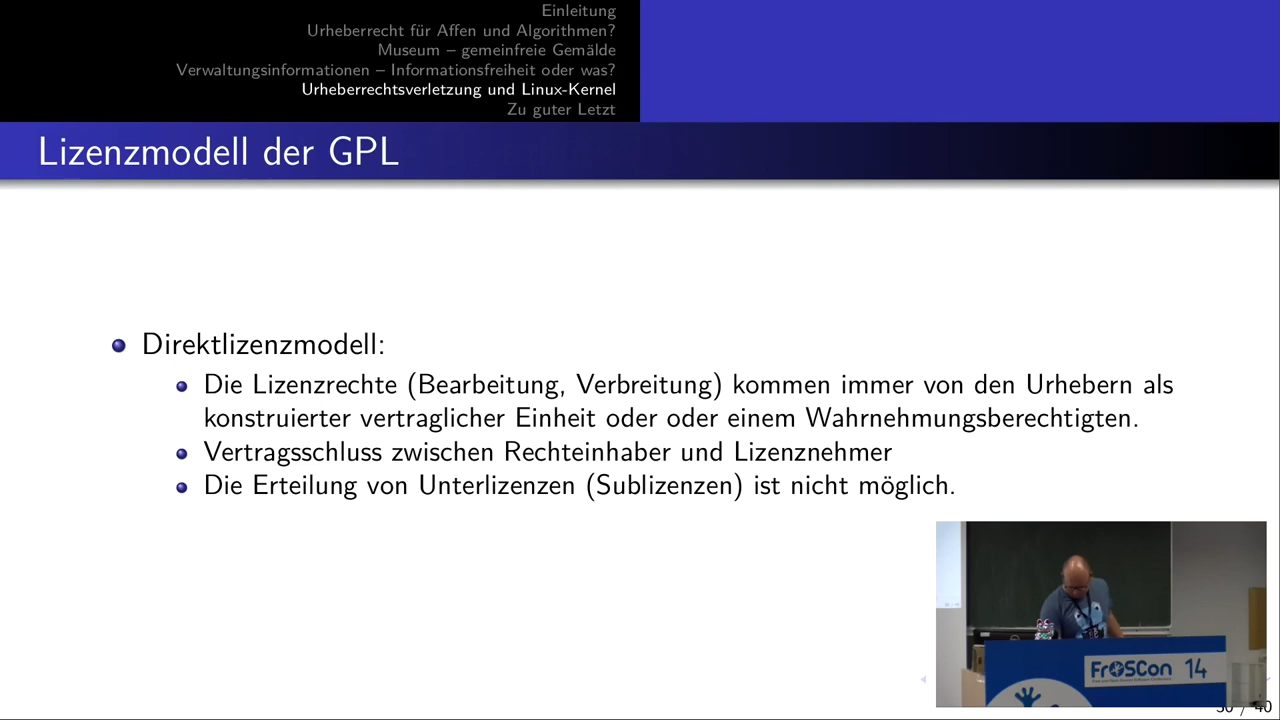 Einleitung
Urheberrecht für Affen und Algorithmen?
Museum – gemeinfreie Gemälde
Verwaltungsinformationen – Informationsfreiheit oder was?
Urheberrechtsverletzung und Linux-Kernel
Zu guter Letzt
Lizenzmodell der GPL
Direktlizenzmodell:
Die Lizenzrechte (Bearbeitung, Verbreitung) kommen immer von den Urhebern als
konstruierter vertraglicher Einheit oder oder einem Wahrnehmungsberechtigten.
Vertragsschluss zwischen Rechteinhaber und Lizenznehmer
Die Erteilung von Unterlizenzen (Sublizenzen) ist nicht möglich.
FrOSCon 14
/ 40